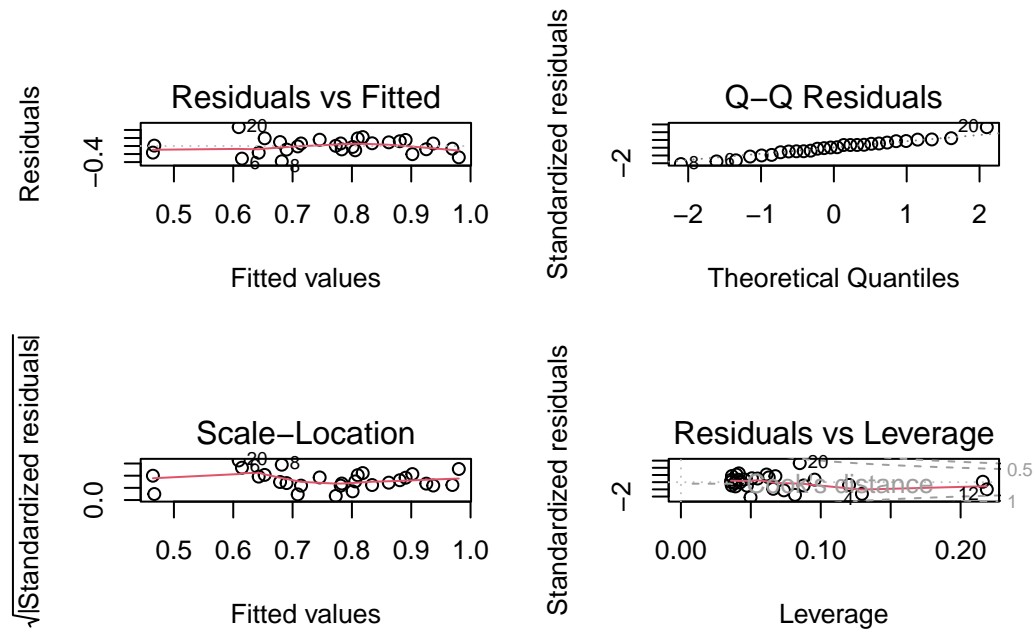 Residuals vs Fitted
Residuals
−0.4
20
6
8
0.5 0.6 0.7 0.8 0.9 1.0
Fitted values
Q−Q Residuals
Standardized residuals
−2
20
8
6
−2 −1 0 1 2
Theoretical Quantiles
Scale−Location
√|Standardized residuals|
0.0
20
6
8
0.5 0.6 0.7 0.8 0.9 1.0
Fitted values
Residuals vs Leverage
Standardized residuals
−2
20
Cook's distance
12
0.5
1
0.00 0.10 0.20
Leverage